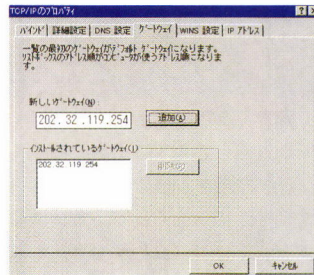 TCP/IPのプロパティ
バインド 詳細設定 DNS 設定 ゲートウェイ WINS 設定 IP アドレス
一覧の最初のゲートウェイがデフォルト ゲートウェイになります。
リスト ボックスのアドレス順がコンピュータが使うアドレス順になりま
す。
新しいゲートウェイ(N):
202. 32 .119 .254
追加(A)
インストールされているゲートウェイ(I)
202. 32. 119. 254
削除(R)
OK キャンセル